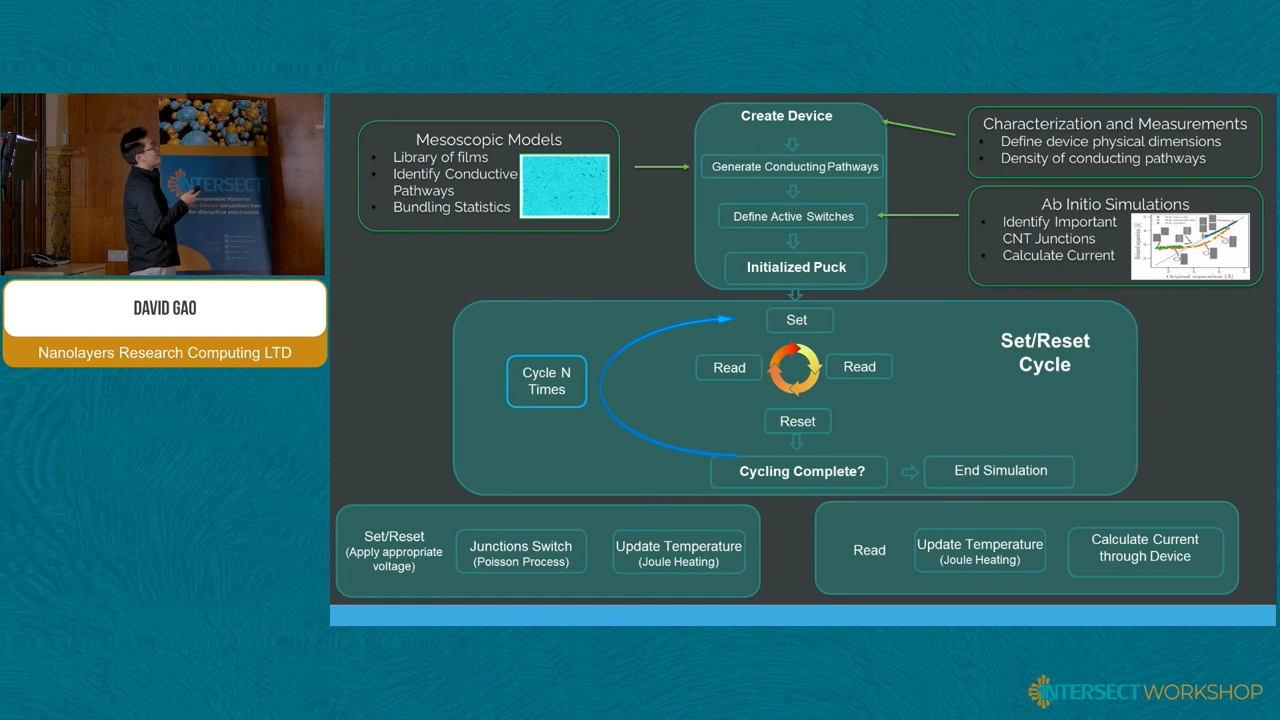 INTERSECT
DAVID GAO
Nanolayers Research Computing LTD
Mesoscopic Models
Library of films
Identify Conductive
Pathways
Bundling Statistics
Create Device
Generate Conducting Pathways
Define Active Switches
Initialized Puck
Characterization and Measurements
Define device physical dimensions
Density of conducting pathways
Ab Initio Simulations
Identify Important
CNT Junctions
Calculate Current
Original separation [Å]
Set/Reset
Cycle
Set
Read
Read
Reset
Cycle N
Times
Cycling Complete?
End Simulation
Set/Reset
(Apply appropriate
voltage)
Junctions Switch
(Poisson Process)
Update Temperature
(Joule Heating)
Read
Update Temperature
(Joule Heating)
Calculate Current
through Device
INTERSECT WORKSHOP